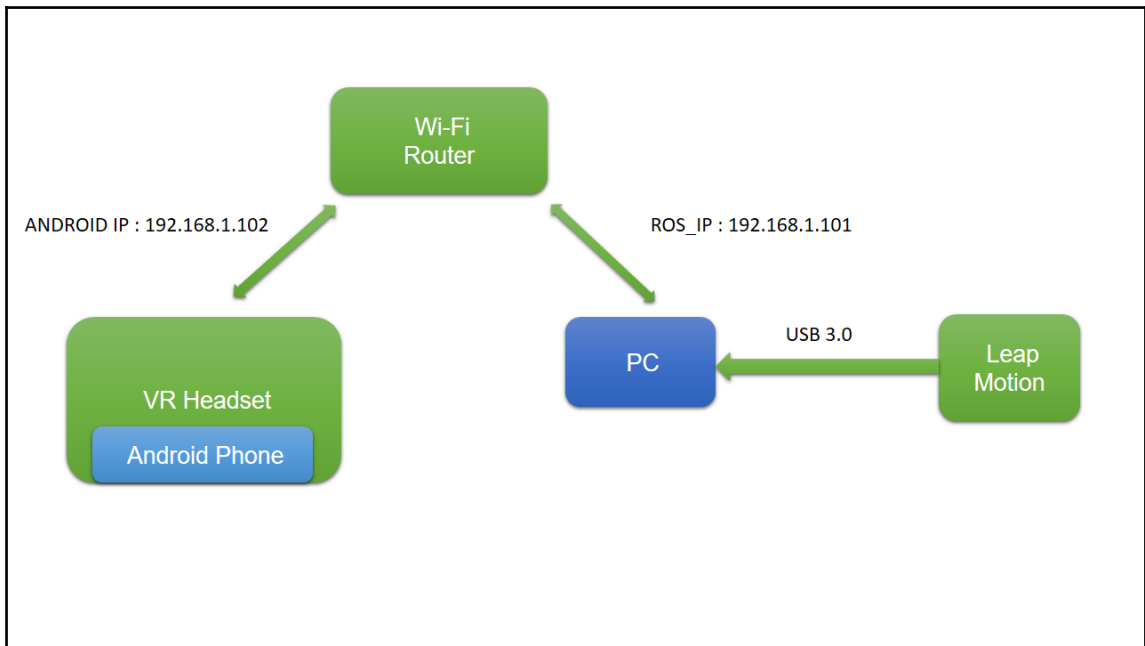 Wi-Fi
Router
ANDROID IP : 192.168.1.102
ROS_IP : 192.168.1.101
USB 3.0
PC
Leap
Motion
VR Headset
Android Phone